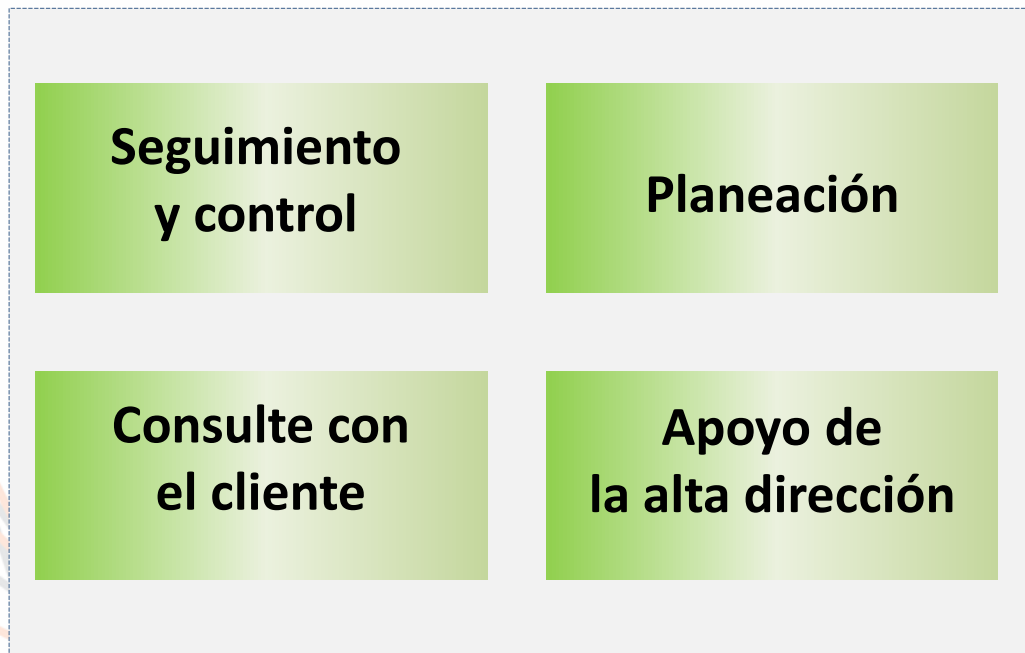 Seguimiento
y control
Planeación
Consulte con
el cliente
Apoyo de
la alta dirección